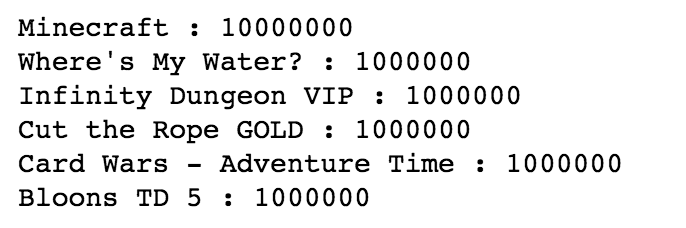 Minecraft : 10000000
Where's My Water? : 1000000
Infinity Dungeon VIP : 1000000
Cut the Rope GOLD : 1000000
Card Wars - Adventure Time : 1000000
Bloons TD 5 : 1000000